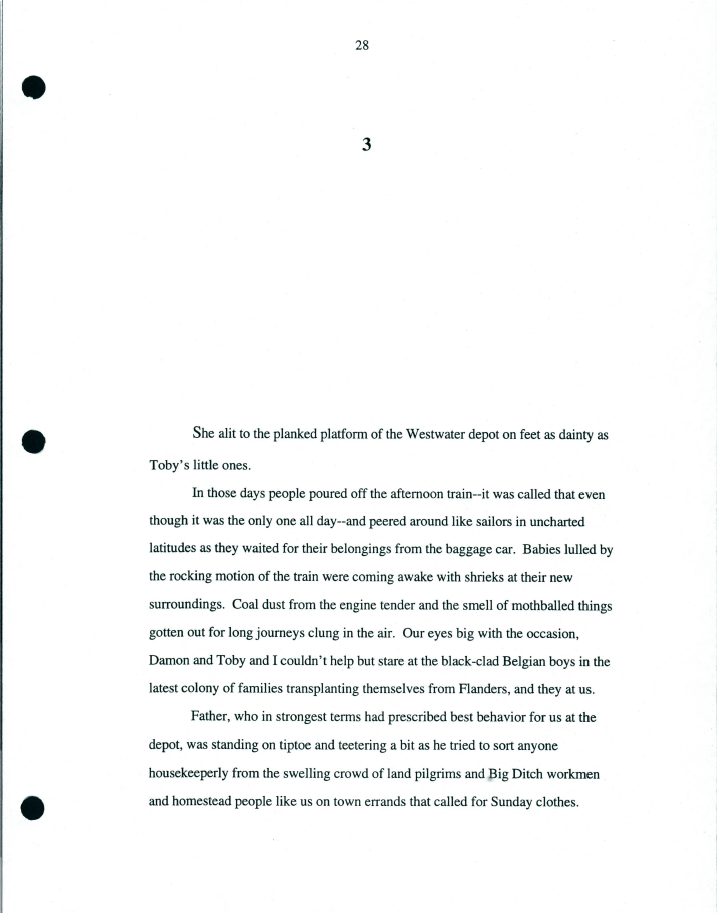 28
3
She alit to the planked platform of the Westwater depot on feet as dainty as
Toby's little ones.
In those days people poured off the afternoon train--it was called that even
though it was the only one all day--and peered around like sailors in uncharted
latitudes as they waited for their belongings from the baggage car. Babies lulled by
the rocking motion of the train were coming awake with shrieks at their new
surroundings. Coal dust from the engine tender and the smell of mothballed things
gotten out for long journeys clung in the air. Our eyes big with the occasion,
Damon and Toby and I couldn't help but stare at the black-clad Belgian boys in the
latest colony of families transplanting themselves from Flanders, and they at us.
Father, who in strongest terms had prescribed best behavior for us at the
depot, was standing on tiptoe and teetering a bit as he tried to sort anyone
housekeeperly from the swelling crowd of land pilgrims and Big Ditch workmen
and homestead people like us on town errands that called for Sunday clothes.